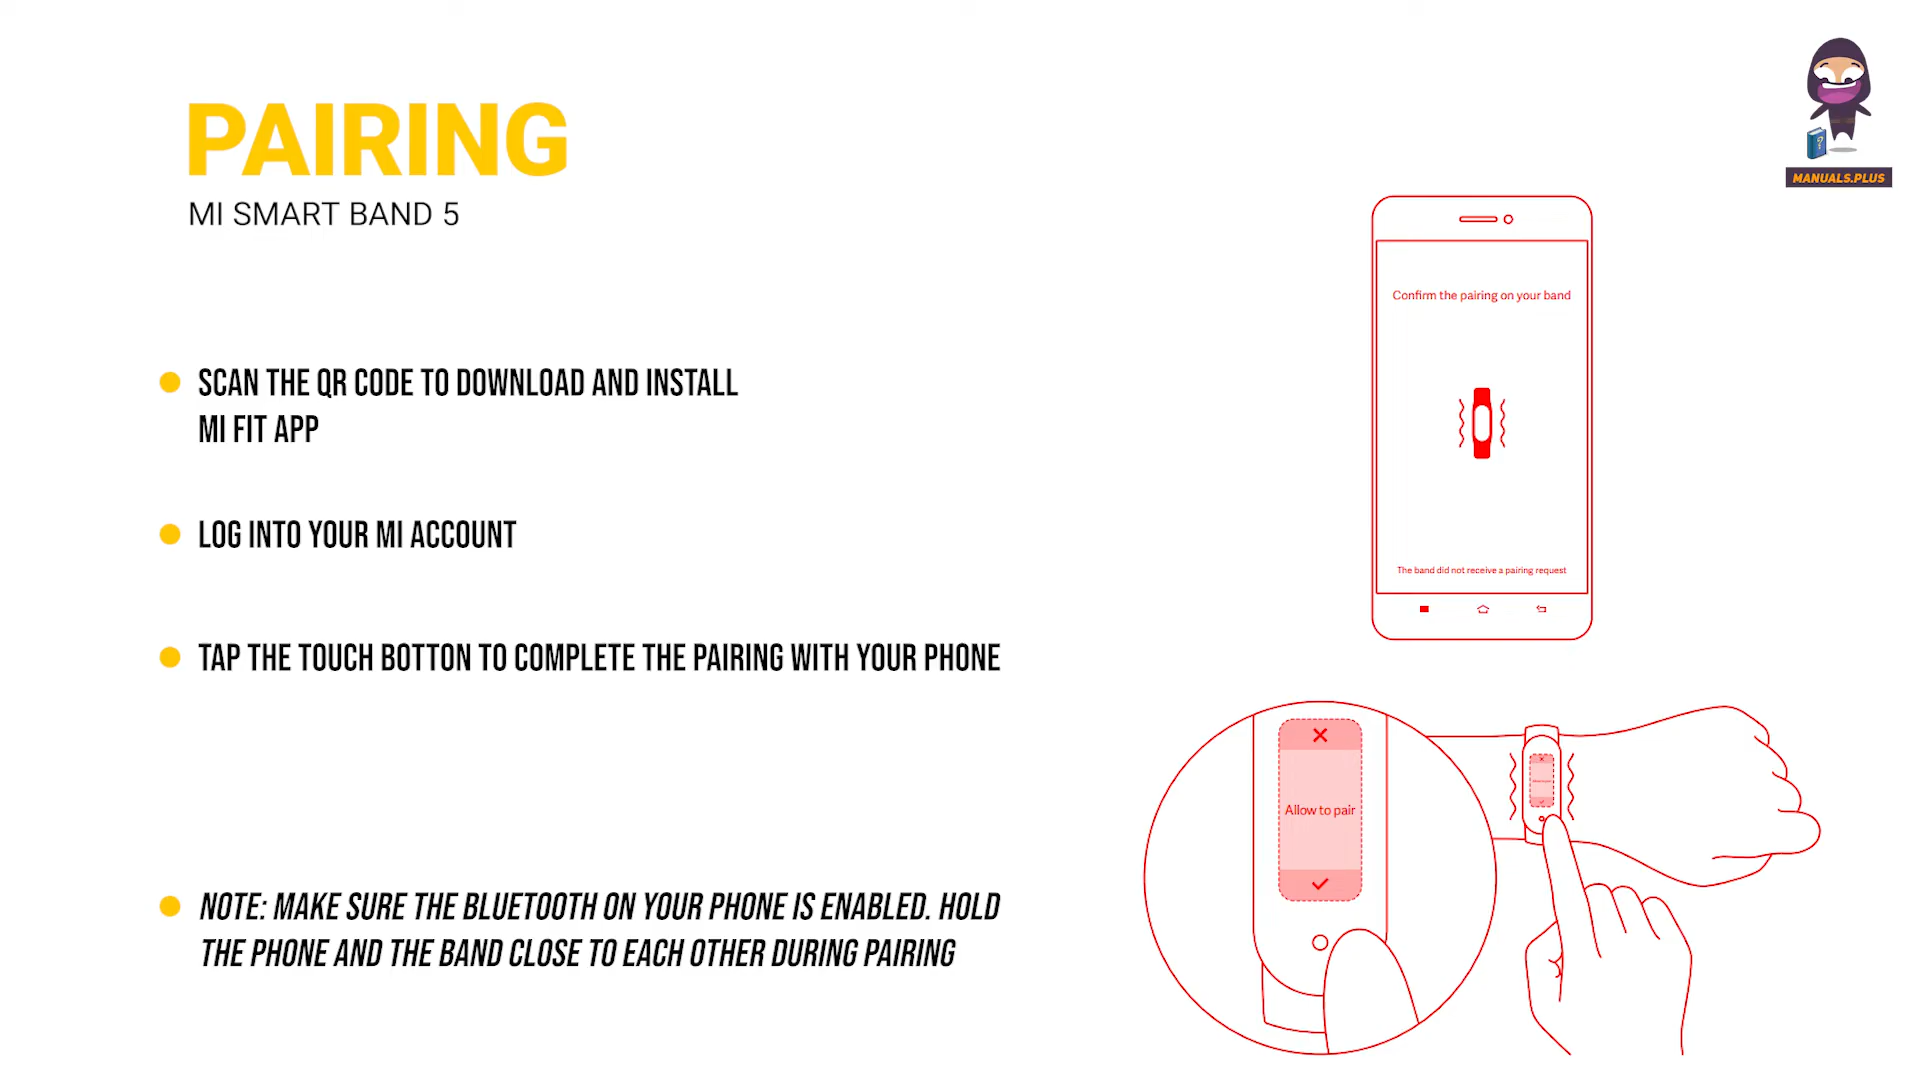 PAIRING
MI SMART BAND 5
SCAN THE QR CODE TO DOWNLOAD AND INSTALL
MI FIT APP
LOG INTO YOUR MI ACCOUNT
TAP THE TOUCH BOTTON TO COMPLETE THE PAIRING WITH YOUR PHONE
NOTE: MAKE SURE THE BLUETOOTH ON YOUR PHONE IS ENABLED. HOLD
THE PHONE AND THE BAND CLOSE TO EACH OTHER DURING PAIRING
MANUALS.PLUS
Confirm the pairing on your band
The band did not receive a pairing request
Allow to pair